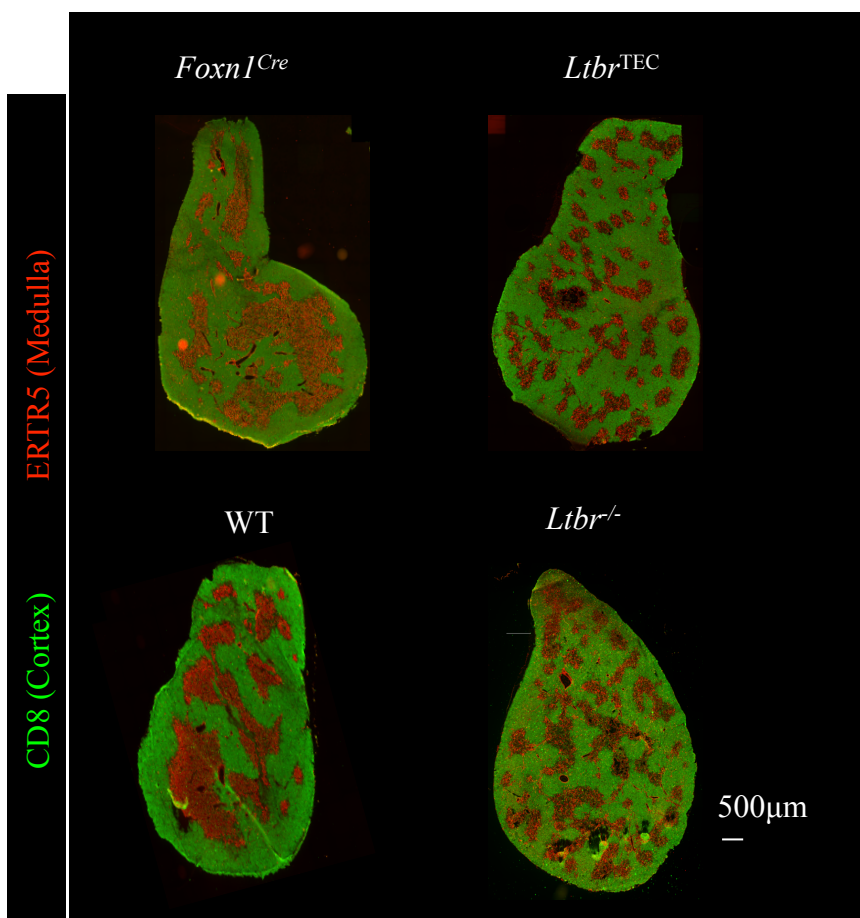 Foxn1Cre
LtbrTEC
ERTR5 (Medulla)
WT
Ltbr-/-
CD8 (Cortex)
500μm